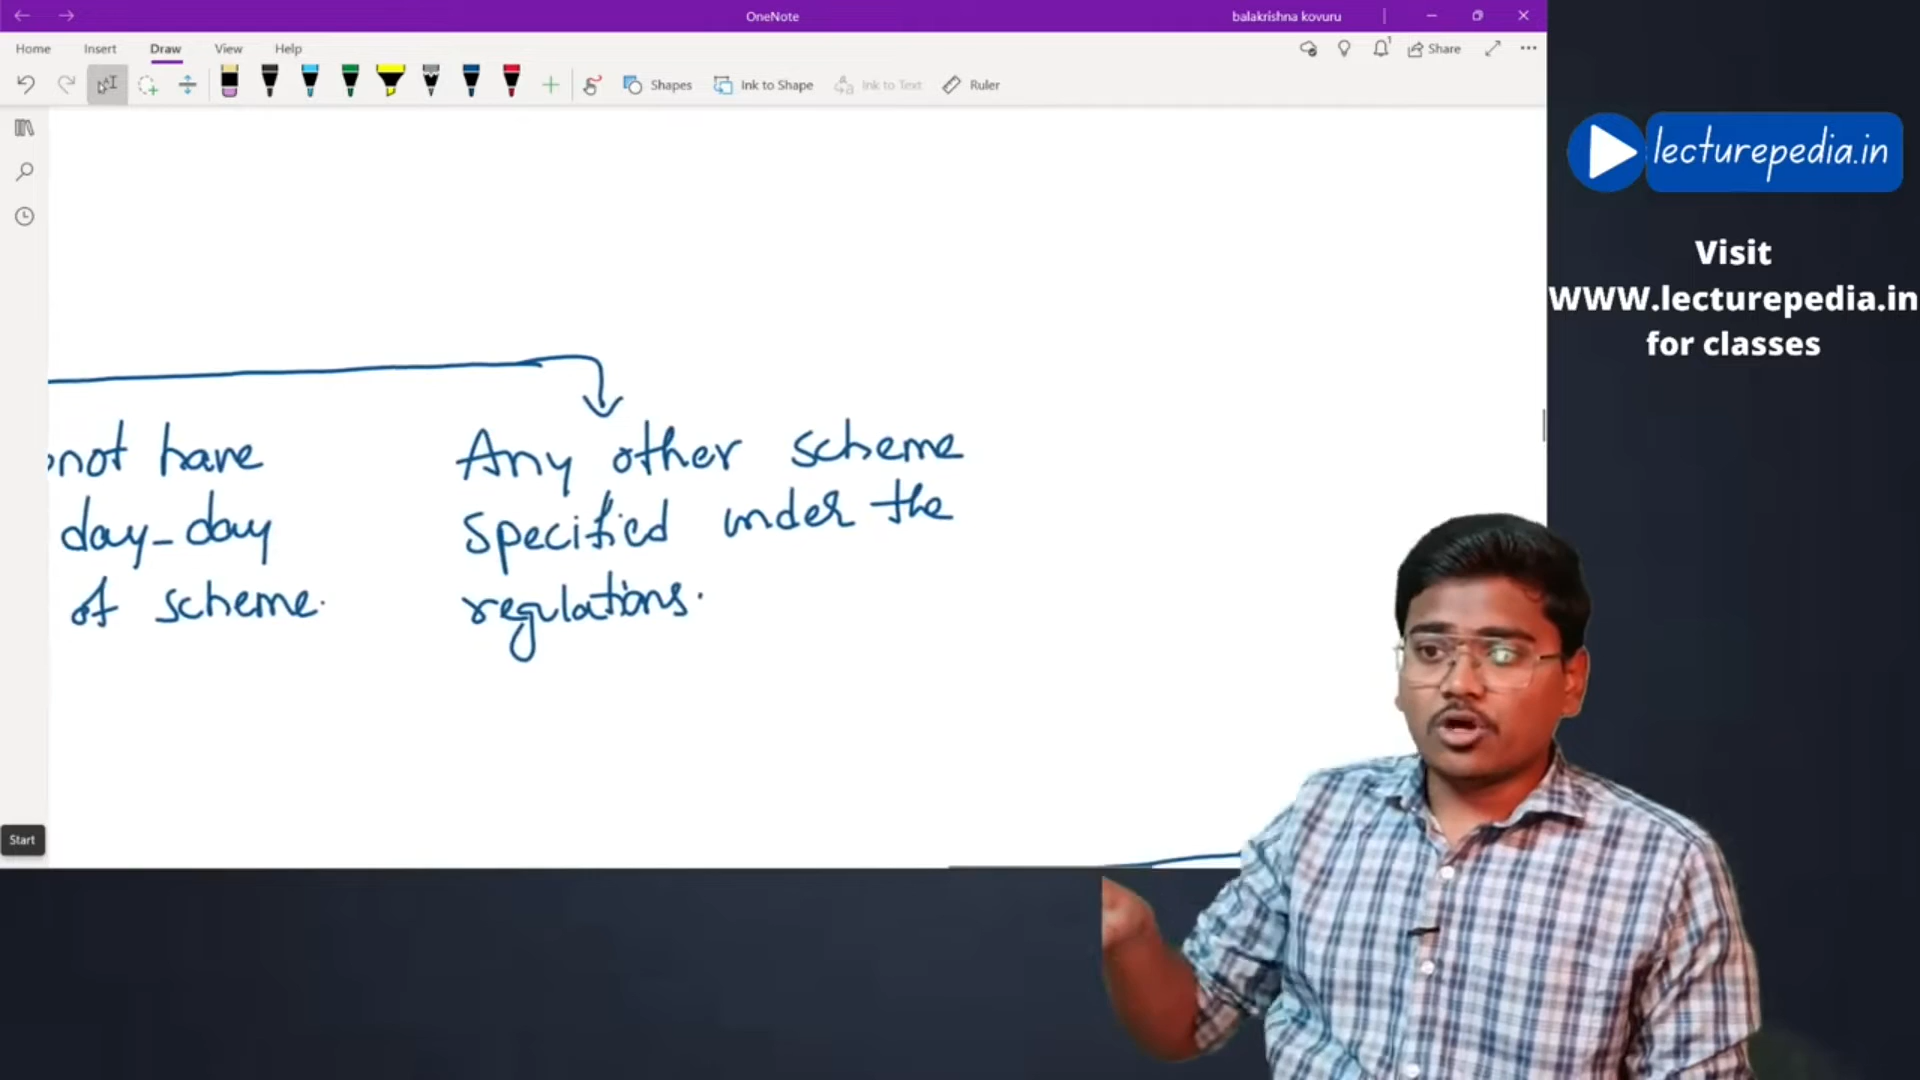 OneNote
balakrishna kovuru
Home Insert Draw View Help
1
Share
Shapes
Ink to Shape
Ink to Text
Ruler
lecturepedia.in
Visit
WWW.lecturepedia.in
for classes
not have
day-day
of scheme.
Any other scheme
specified under the
regulations.
Start